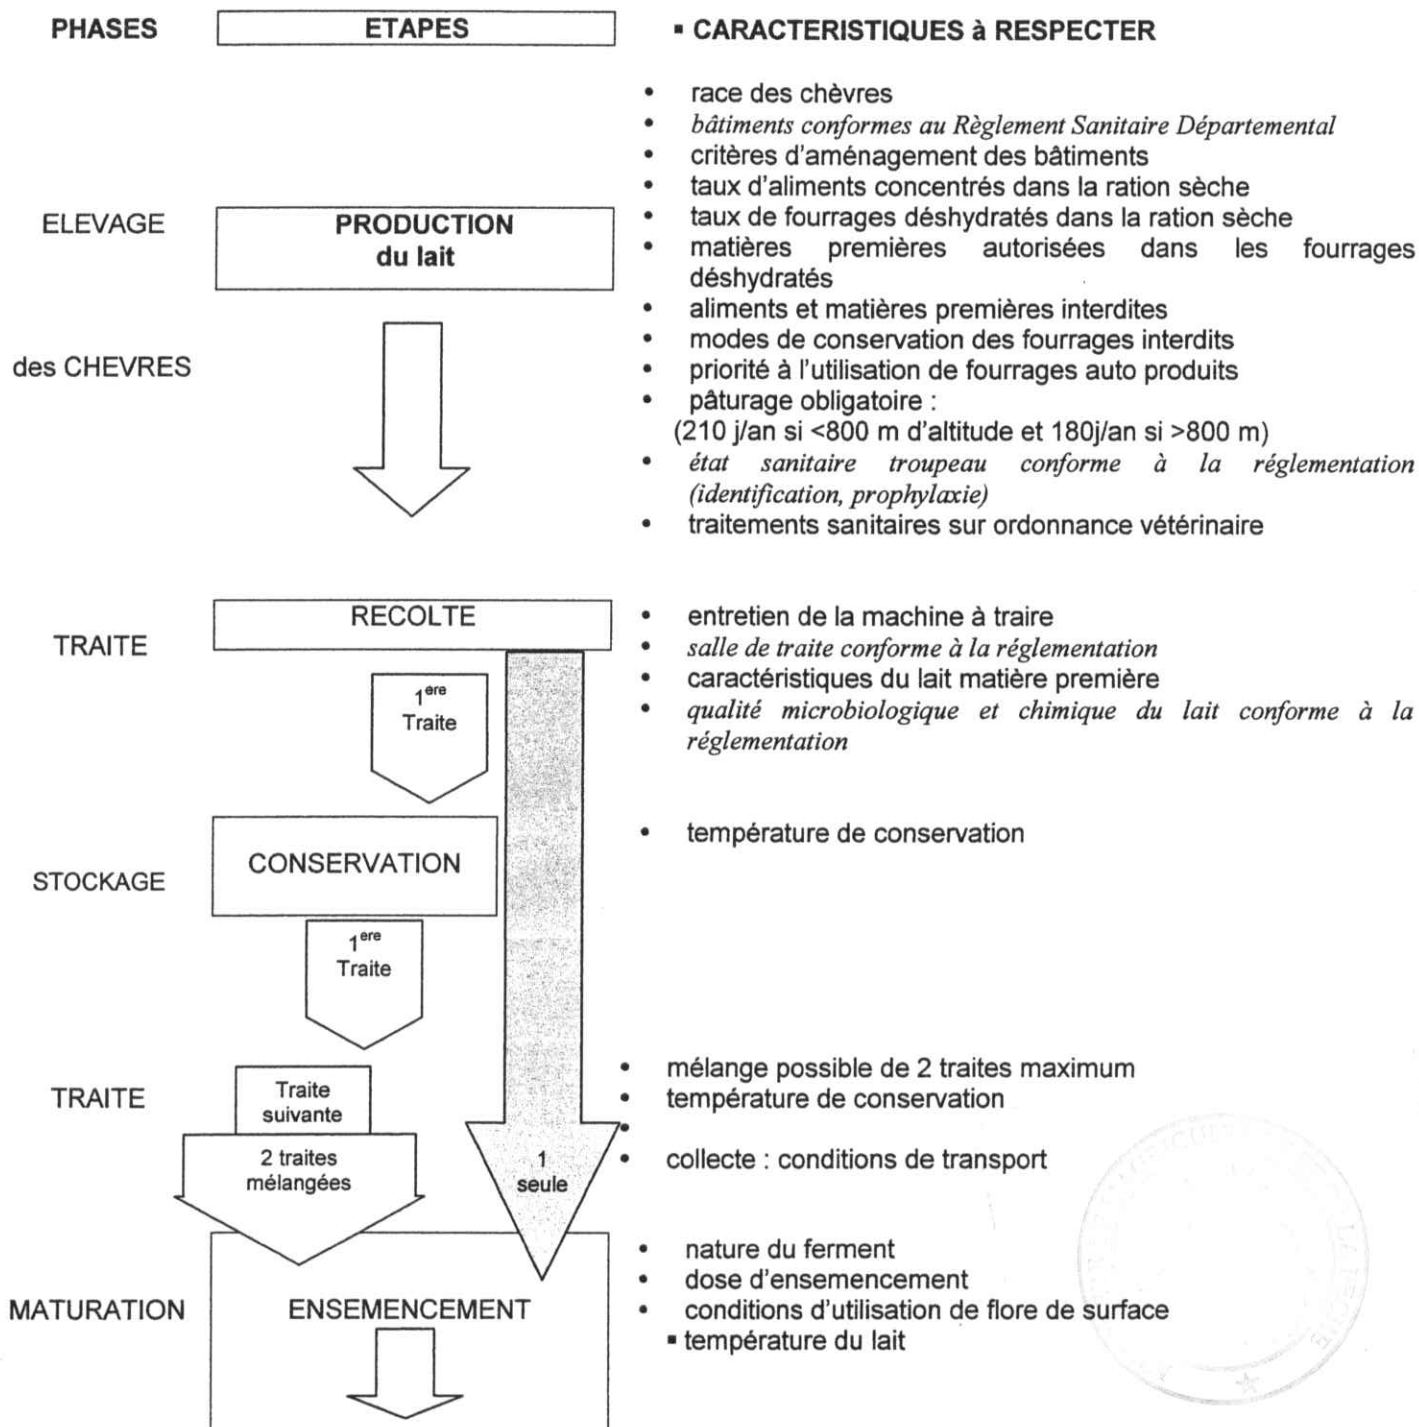 PHASES ETAPES ▪ CARACTERISTIQUES à RESPECTER
• race des chèvres
• bâtiments conformes au Règlement Sanitaire Départemental
• critères d'aménagement des bâtiments
• taux d'aliments concentrés dans la ration sèche
ELEVAGE
PRODUCTION
du lait
• taux de fourrages déshydratés dans la ration sèche
• matières premières autorisées dans les fourrages
déshydratés
• aliments et matières premières interdites
• modes de conservation des fourrages interdits
des CHEVRES
• priorité à l'utilisation de fourrages auto produits
• pâturage obligatoire :
(210 j/an si <800 m d'altitude et 180j/an si >800 m)
• état sanitaire troupeau conforme à la réglementation
(identification, prophylaxie)
• traitements sanitaires sur ordonnance vétérinaire
TRAITE
RECOLTE
• entretien de la machine à traire
• salle de traite conforme à la réglementation
• caractéristiques du lait matière première
• qualité microbiologique et chimique du lait conforme à la
réglementation
1ere
Traite
STOCKAGE
CONSERVATION
• température de conservation
1ere
Traite
TRAITE
Traite
suivante
2 traites
mélangées
1
seule
• mélange possible de 2 traites maximum
• température de conservation
•
• collecte : conditions de transport
MATURATION
ENSEMENCEMENT
• nature du ferment
• dose d'ensemencement
• conditions d'utilisation de flore de surface
▪ température du lait